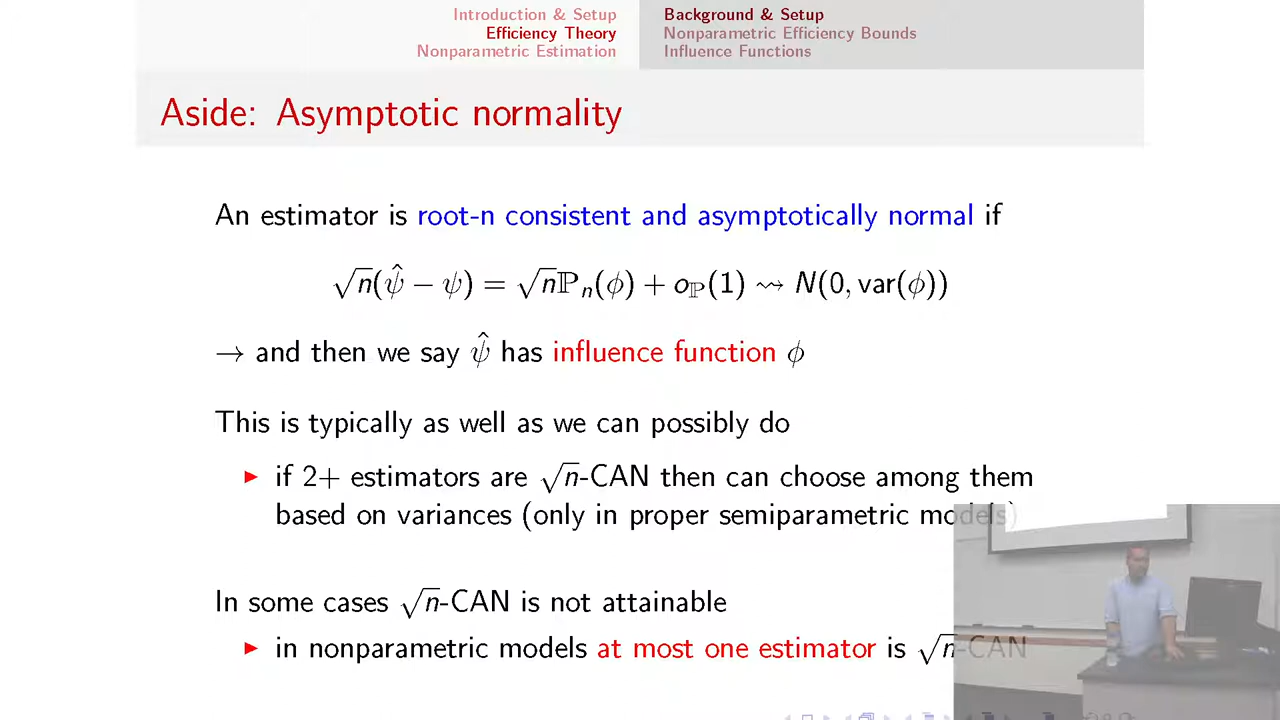 Introduction & Setup
Efficiency Theory
Nonparametric Estimation
Background & Setup
Nonparametric Efficiency Bounds
Influence Functions
Aside: Asymptotic normality
An estimator is root-n consistent and asymptotically normal if
√n(ψ̂ − ψ) = √nℙₙ(ϕ) + o_ℙ(1) ⇝ N(0, var(ϕ))
→ and then we say ψ̂ has influence function ϕ
This is typically as well as we can possibly do
▶ if 2+ estimators are √n-CAN then can choose among them
based on variances (only in proper semiparametric models)
In some cases √n-CAN is not attainable
▶ in nonparametric models at most one estimator is √n-CAN